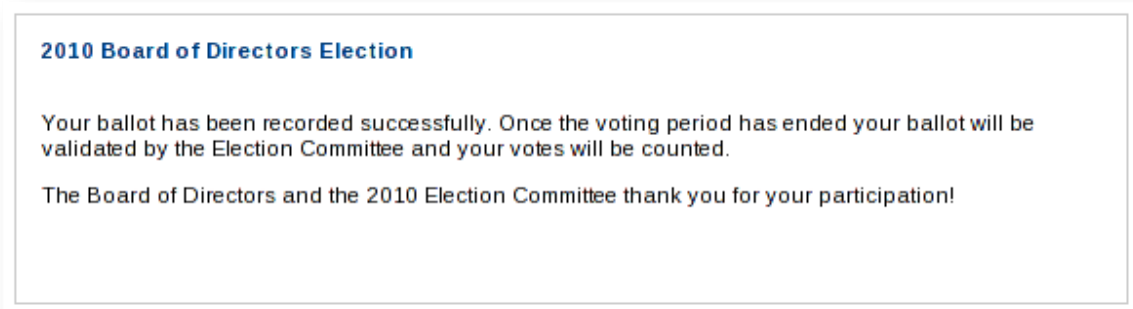 2010 Board of Directors Election
Your ballot has been recorded successfully. Once the voting period has ended your ballot will be
validated by the Election Committee and your votes will be counted.
The Board of Directors and the 2010 Election Committee thank you for your participation!